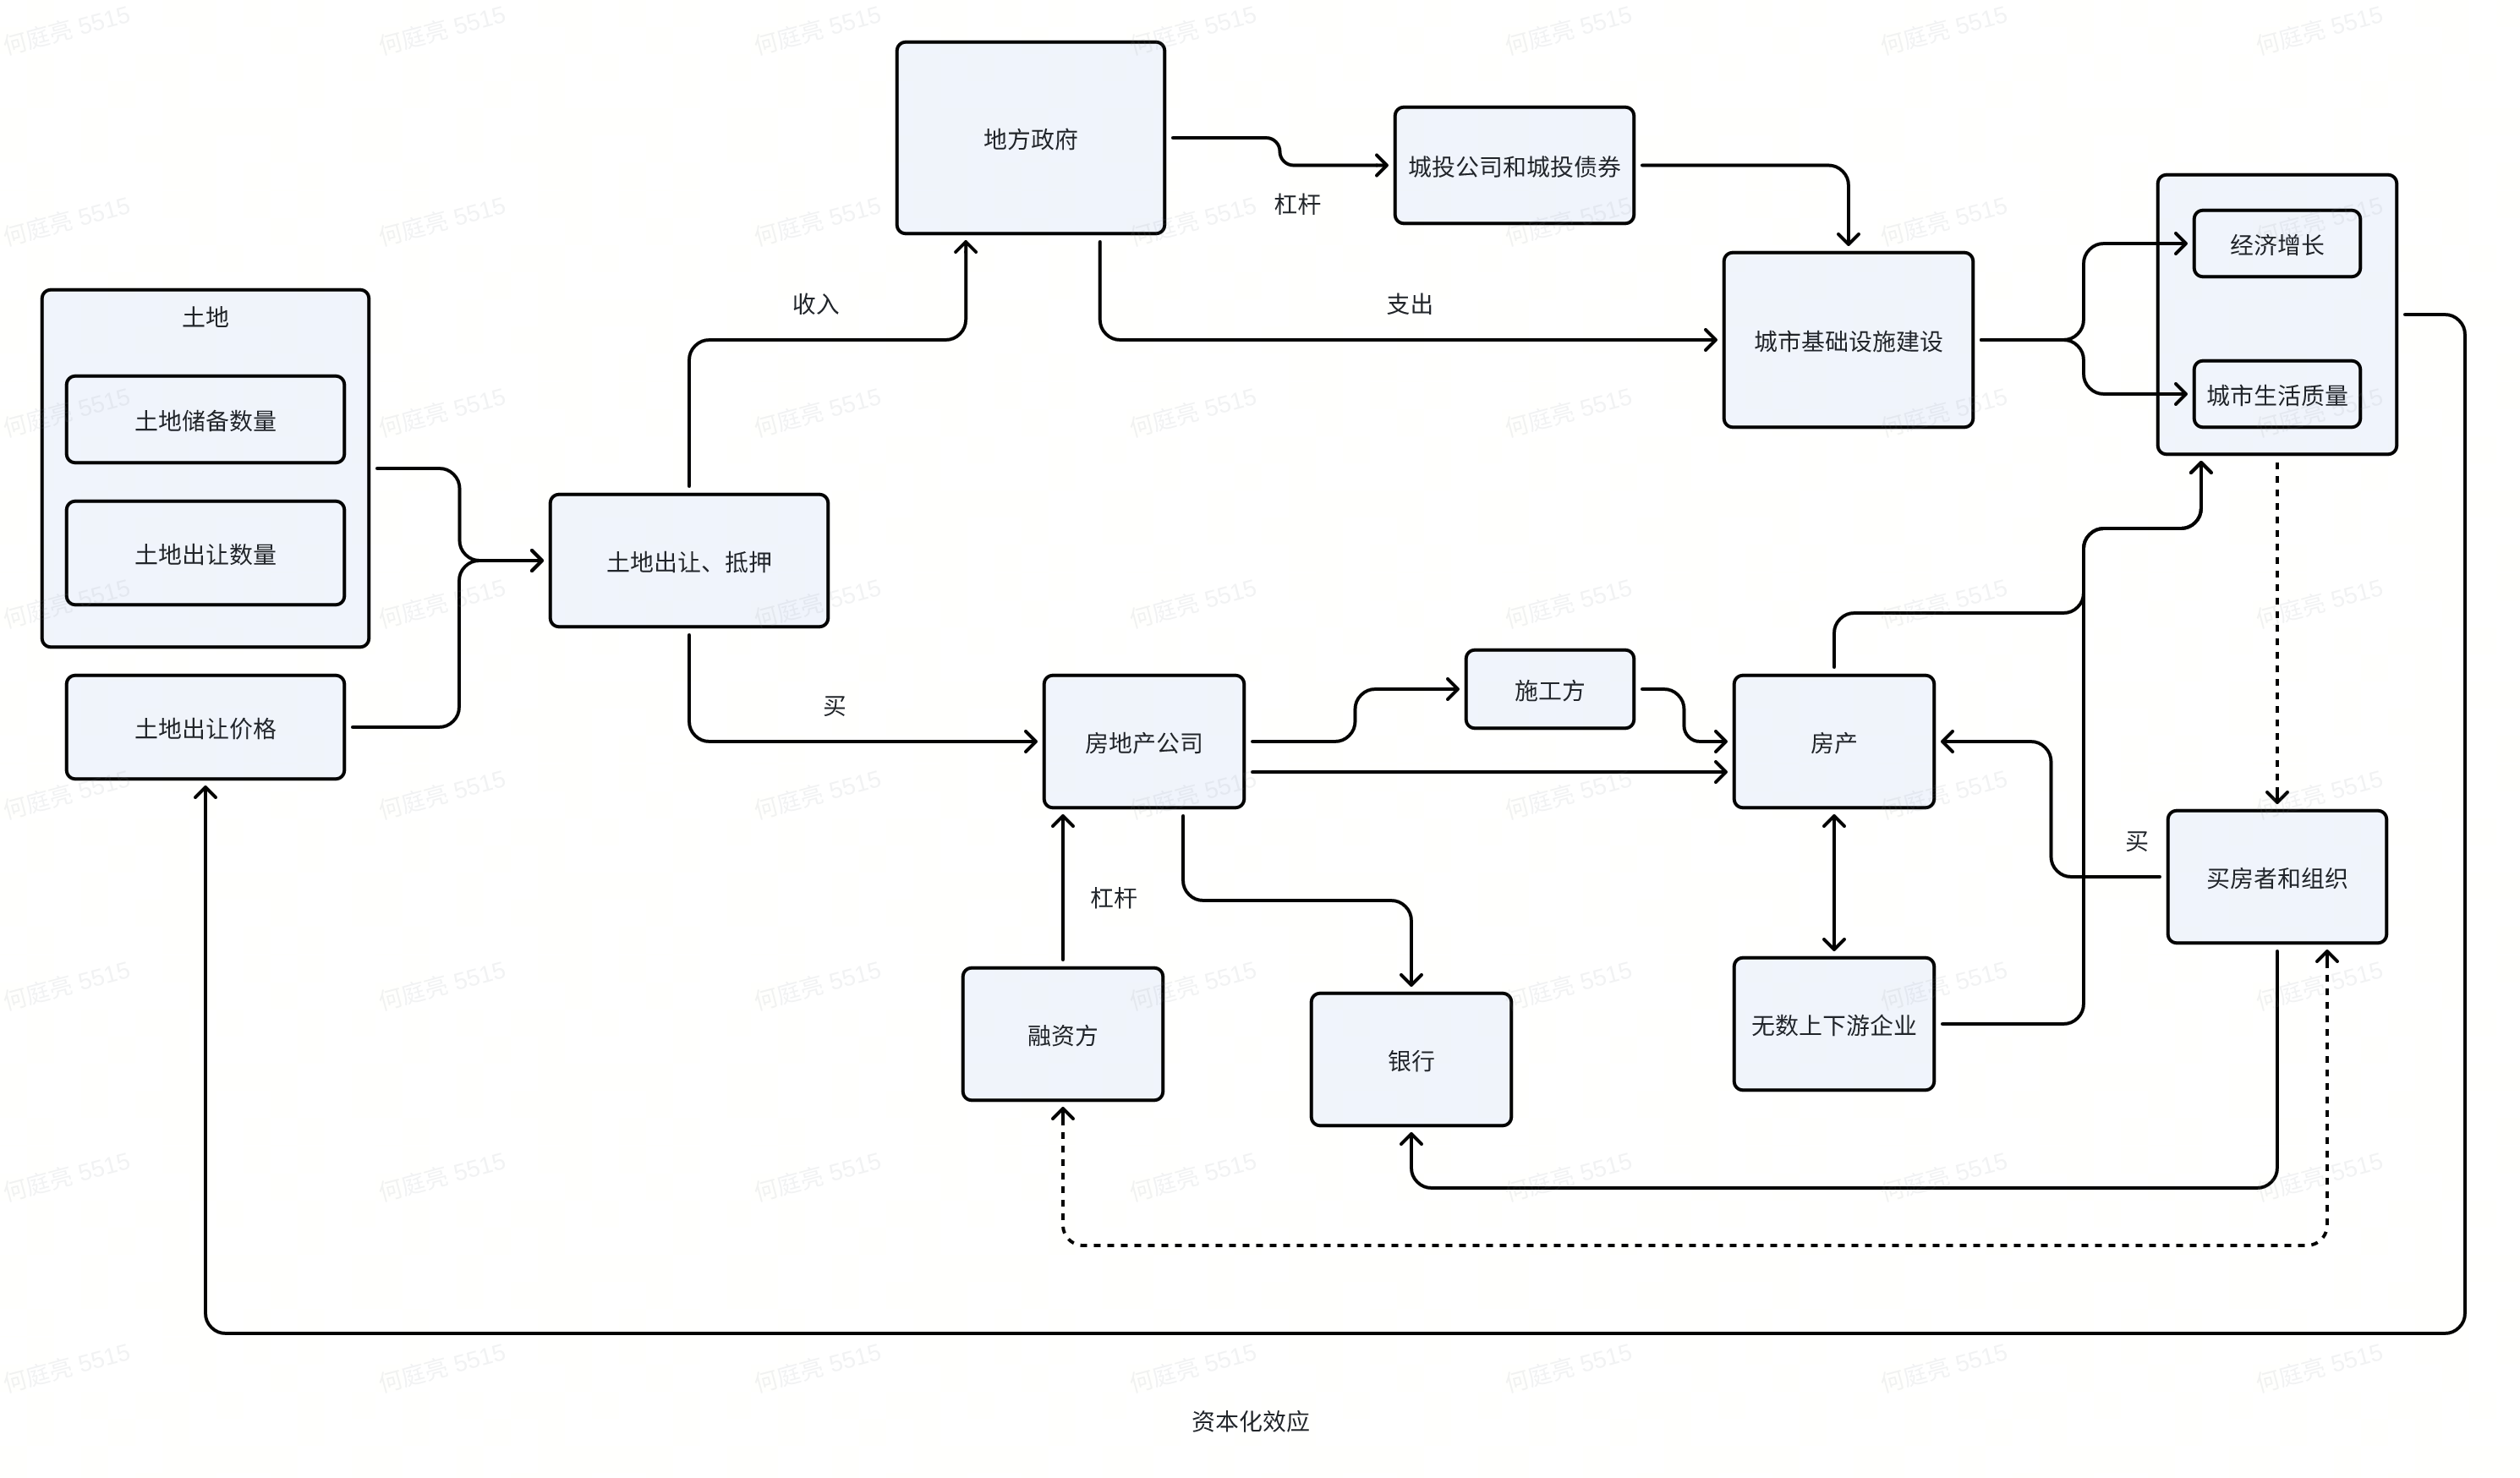 地方政府
城投公司和城投债券
杠杆
经济增长
收入
支出
土地
城市基础设施建设
城市生活质量
土地储备数量
土地出让数量
土地出让、抵押
土地出让价格
买
房地产公司
施工方
房产
买
买房者和组织
杠杆
融资方
银行
无数上下游企业
资本化效应
何庭亮 5515